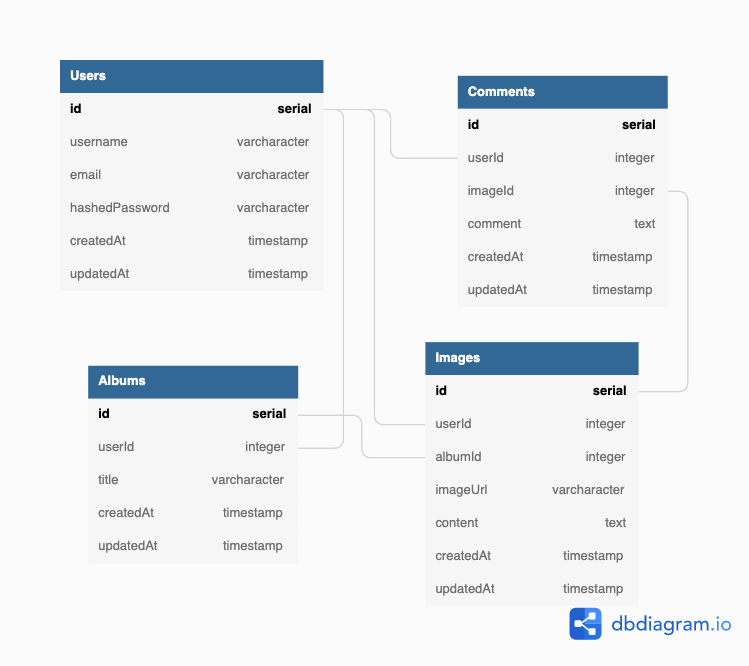 Users
id serial
username varcharacter
email varcharacter
hashedPassword varcharacter
createdAt timestamp
updatedAt timestamp
Comments
id serial
userId integer
imageId integer
comment text
createdAt timestamp
updatedAt timestamp
Albums
id serial
userId integer
title varcharacter
createdAt timestamp
updatedAt timestamp
Images
id serial
userId integer
albumId integer
imageUrl varcharacter
content text
createdAt timestamp
updatedAt timestamp
dbdiagram.io